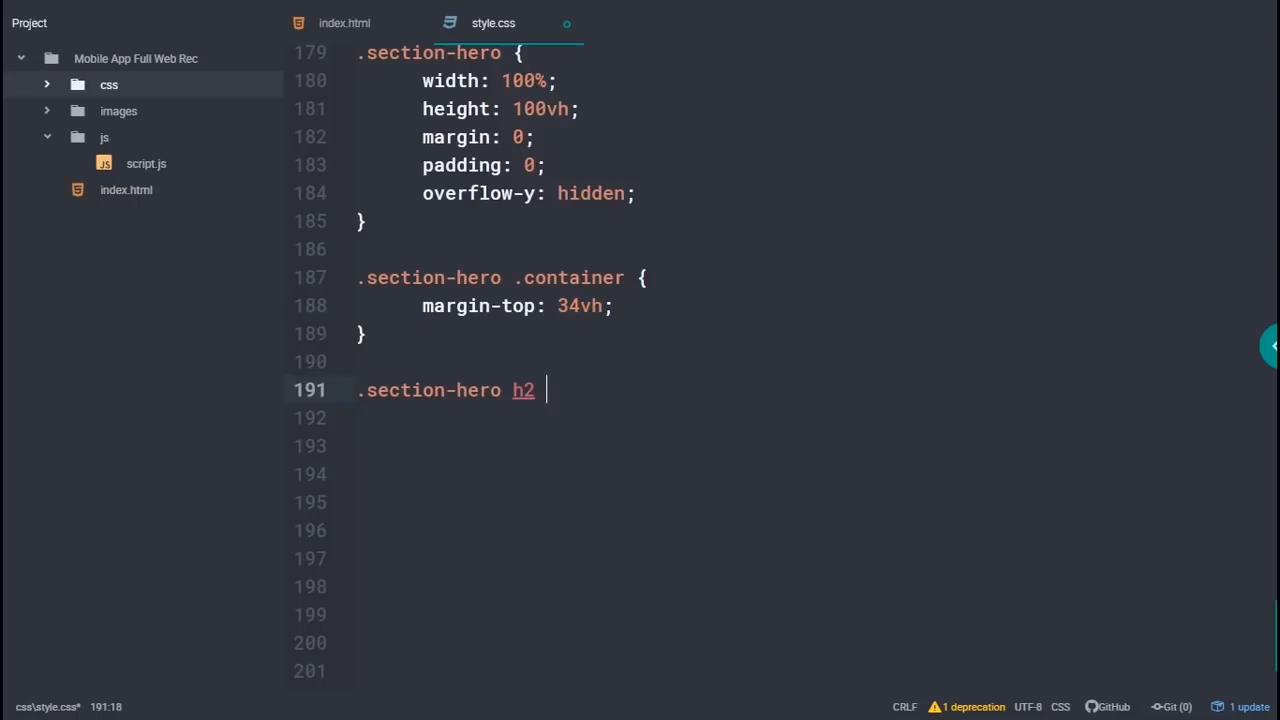 Project
index.html
style.css
Mobile App Full Web Rec
css
images
js
script.js
index.html
179 .section-hero {
180 width: 100%;
181 height: 100vh;
182 margin: 0;
183 padding: 0;
184 overflow-y: hidden;
185 }
186
187 .section-hero .container {
188 margin-top: 34vh;
189 }
190
191 .section-hero h2
192
193
194
195
196
197
198
199
200
201
css\style.css* 191:18 CRLF 1 deprecation UTF-8 CSS GitHub Git (0) 1 update